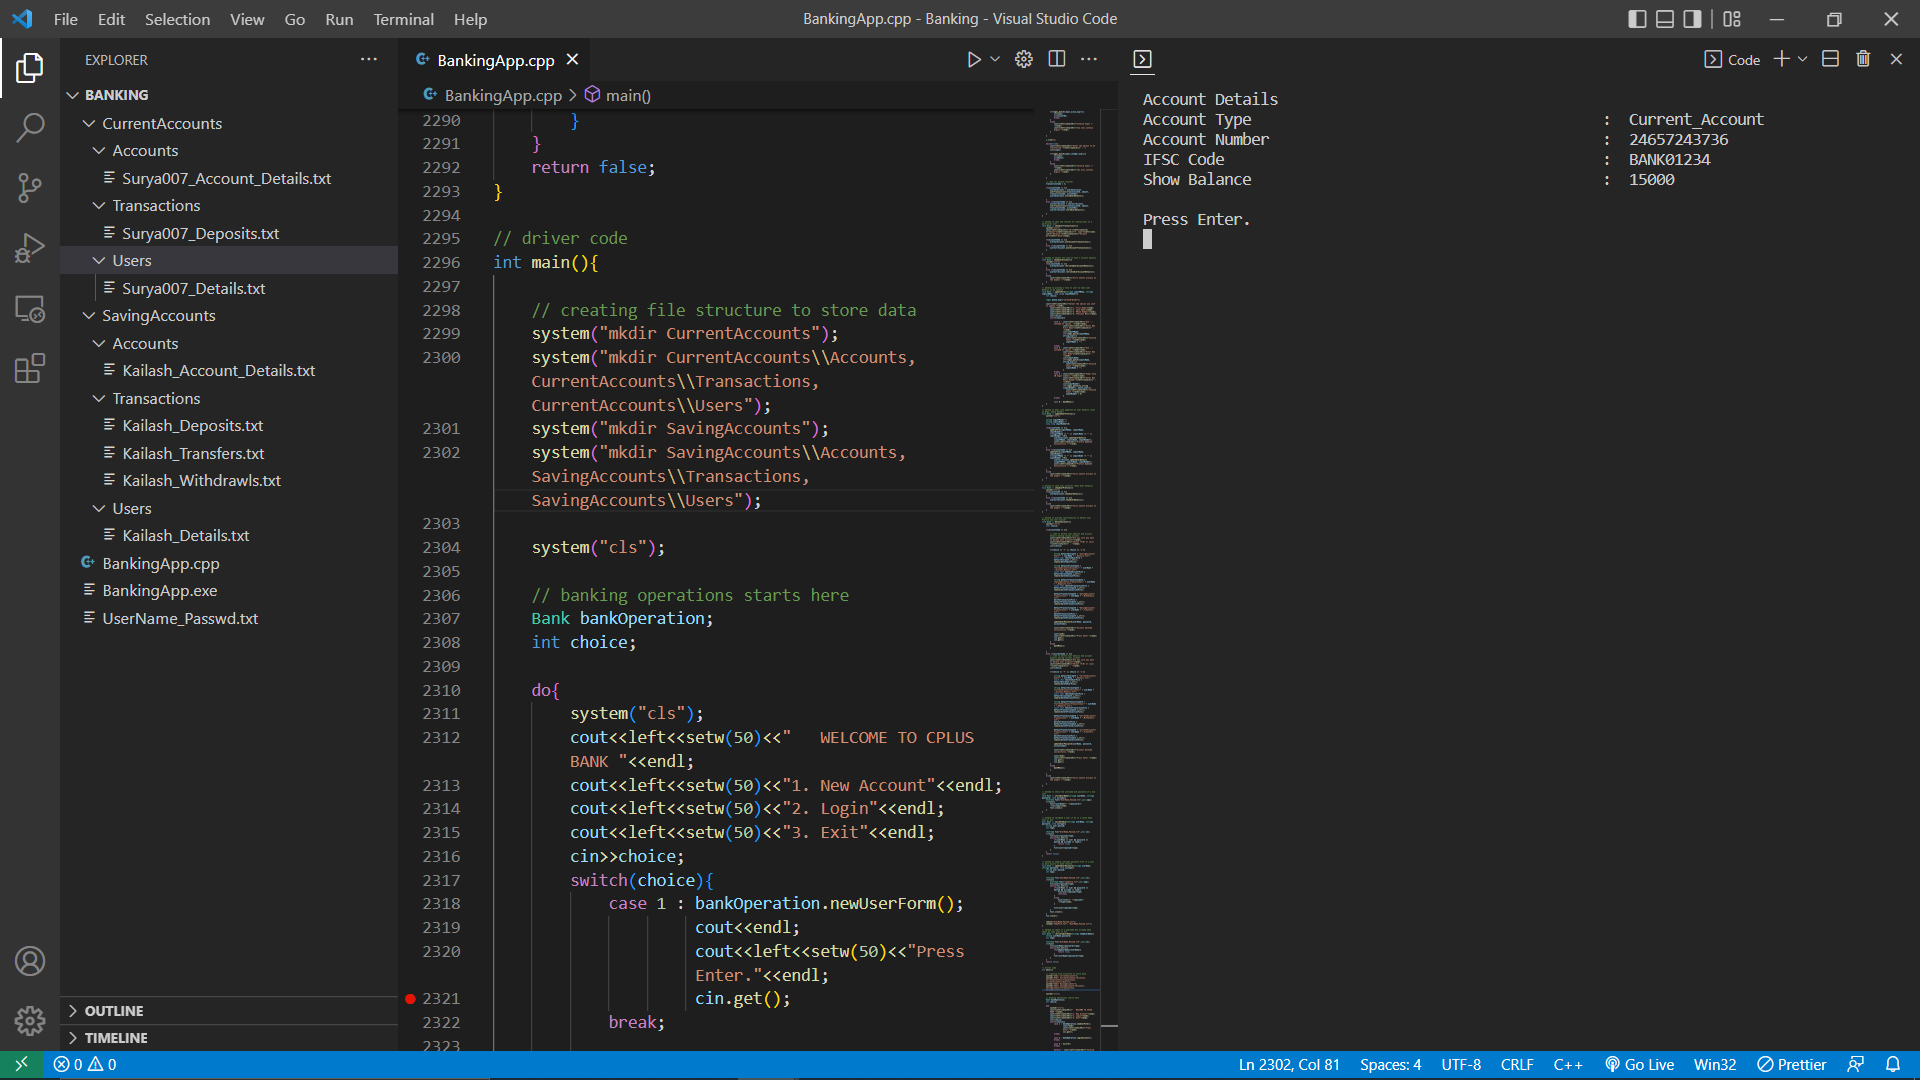 File Edit Selection View Go Run Terminal Help
BankingApp.cpp - Banking - Visual Studio Code
EXPLORER
BANKING
CurrentAccounts
Accounts
Surya007_Account_Details.txt
Transactions
Surya007_Deposits.txt
Users
Surya007_Details.txt
SavingAccounts
Accounts
Kailash_Account_Details.txt
Transactions
Kailash_Deposits.txt
Kailash_Transfers.txt
Kailash_Withdrawls.txt
Users
Kailash_Details.txt
BankingApp.cpp
BankingApp.exe
UserName_Passwd.txt
OUTLINE
TIMELINE
BankingApp.cpp
BankingApp.cpp > main()
2290 }
2291 }
2292 return false;
2293 }
2294
2295 // driver code
2296 int main(){
2297
2298 // creating file structure to store data
2299 system("mkdir CurrentAccounts");
2300 system("mkdir CurrentAccounts\\Accounts,
CurrentAccounts\\Transactions,
CurrentAccounts\\Users");
2301 system("mkdir SavingAccounts");
2302 system("mkdir SavingAccounts\\Accounts,
SavingAccounts\\Transactions,
SavingAccounts\\Users");
2303
2304 system("cls");
2305
2306 // banking operations starts here
2307 Bank bankOperation;
2308 int choice;
2309
2310 do{
2311 system("cls");
2312 cout<<left<<setw(50)<<"   WELCOME TO CPLUS
BANK "<<endl;
2313 cout<<left<<setw(50)<<"1. New Account"<<endl;
2314 cout<<left<<setw(50)<<"2. Login"<<endl;
2315 cout<<left<<setw(50)<<"3. Exit"<<endl;
2316 cin>>choice;
2317 switch(choice){
2318 case 1 : bankOperation.newUserForm();
2319 cout<<endl;
2320 cout<<left<<setw(50)<<"Press
Enter."<<endl;
2321 cin.get();
2322 break;
2323
Code
Account Details
Account Type : Current_Account
Account Number : 24657243736
IFSC Code : BANK01234
Show Balance : 15000
Press Enter.
0 0
Ln 2302, Col 81 Spaces: 4 UTF-8 CRLF C++ Go Live Win32 Prettier